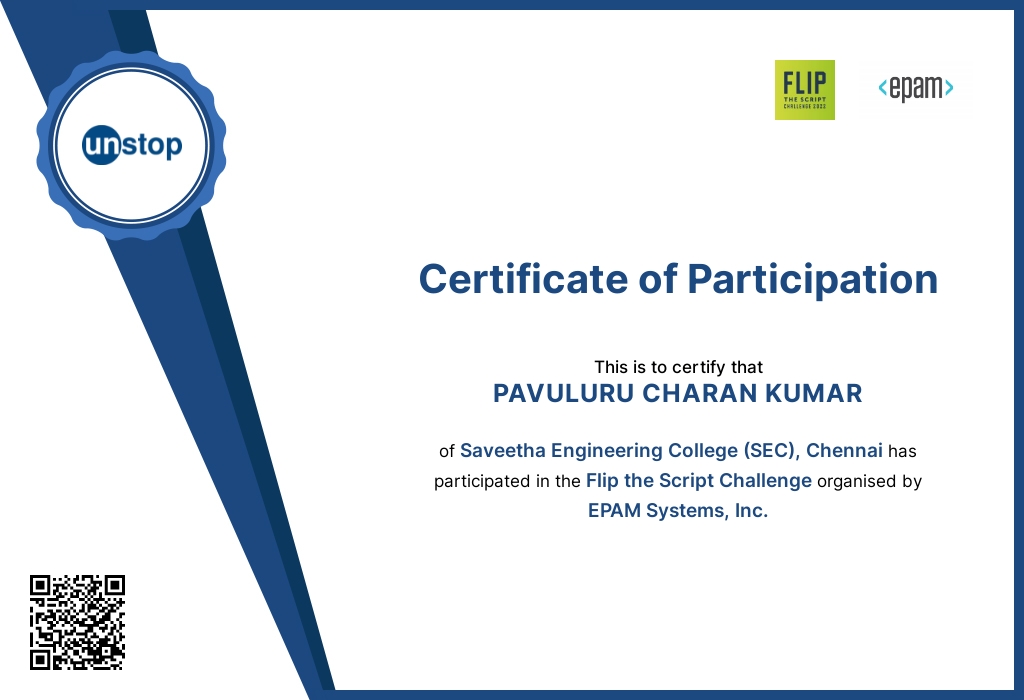 unstop
FLIP
THE SCRIPT
CHALLENGE 2022
<epam>
Certificate of Participation
This is to certify that
PAVULURU CHARAN KUMAR
of Saveetha Engineering College (SEC), Chennai has
participated in the Flip the Script Challenge organised by
EPAM Systems, Inc.